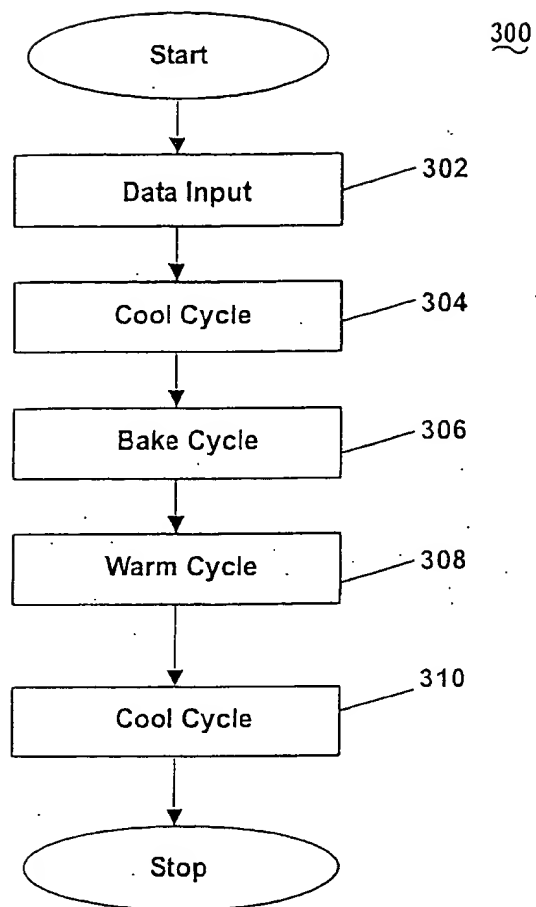 300
Start
Data Input
302
Cool Cycle
304
Bake Cycle
306
Warm Cycle
308
Cool Cycle
310
Stop